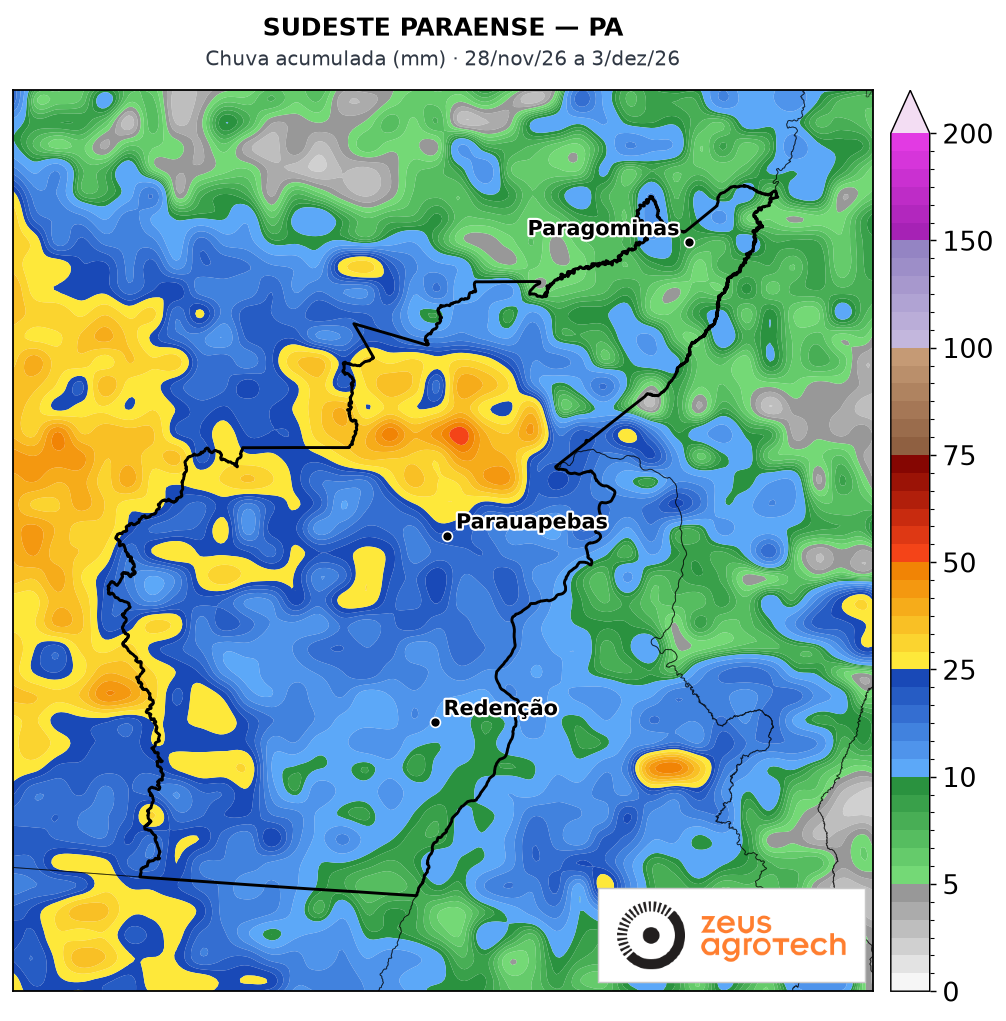 SUDESTE PARAENSE — PA
Chuva acumulada (mm) · 28/nov/26 a 3/dez/26
200
150
100
75
50
25
10
5
0
Paragominas
Parauapebas
Redenção
zeus
agrotech